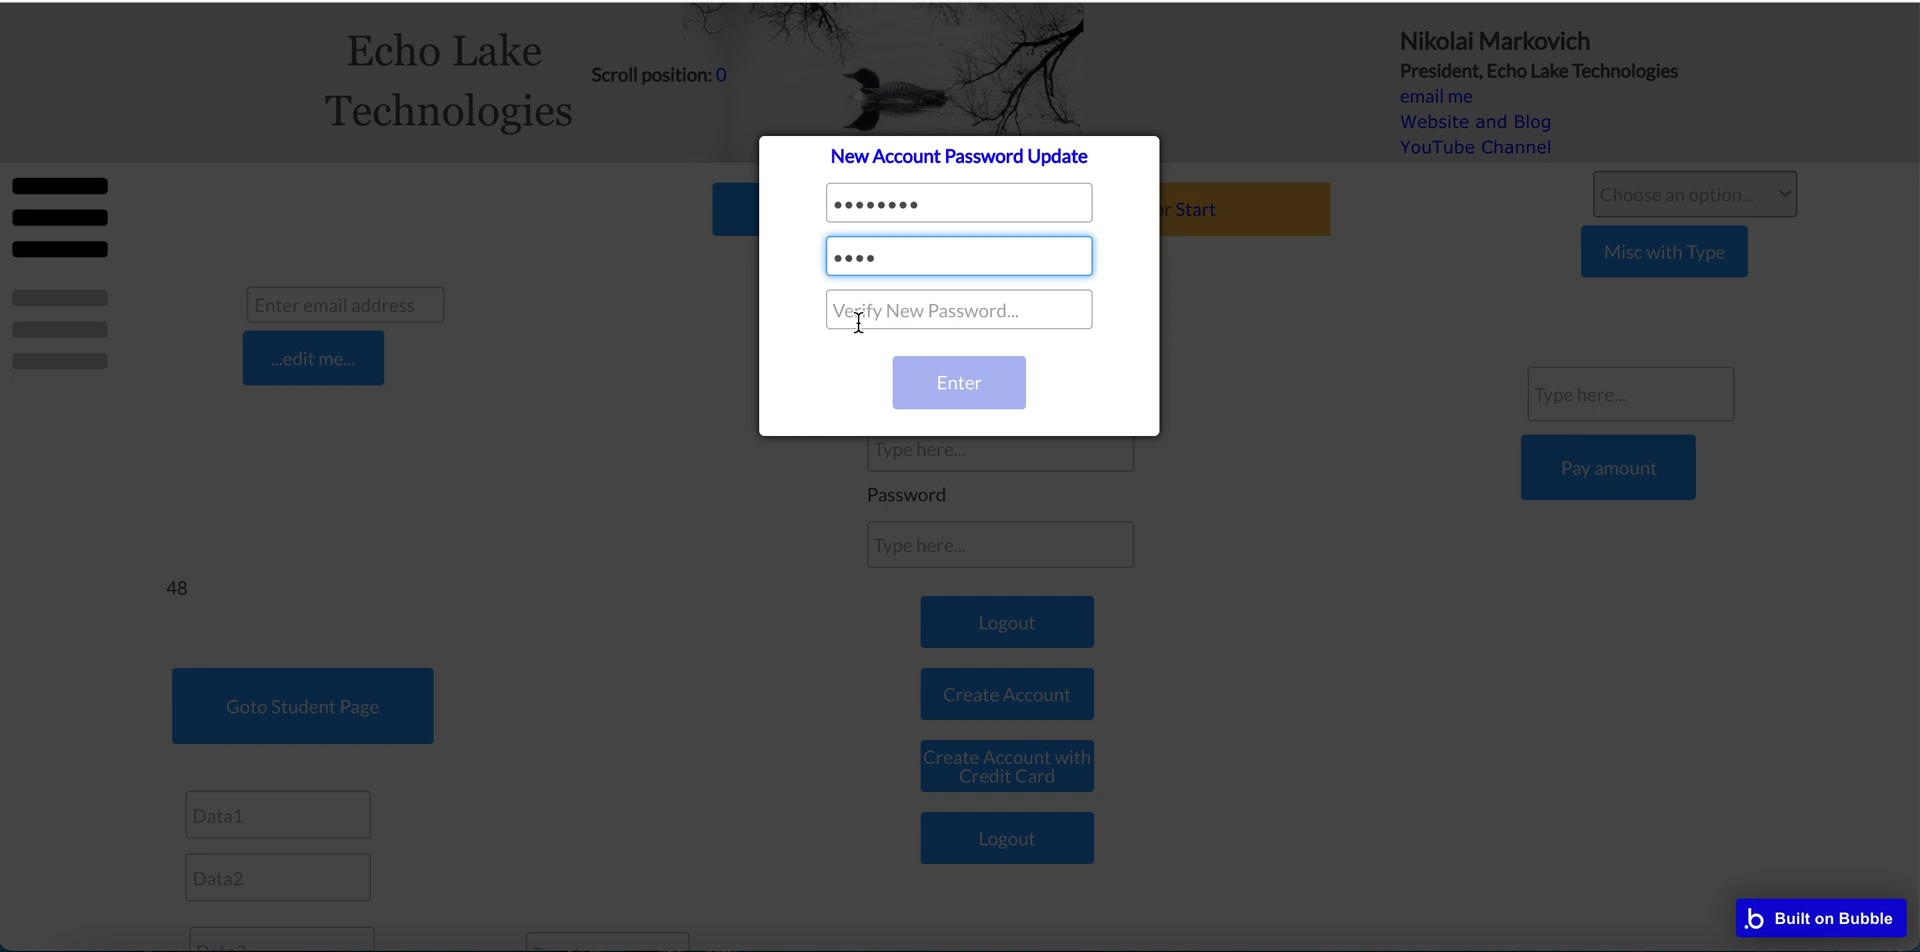 Echo Lake
Technologies
Scroll position: 0
Nikolai Markovich
President, Echo Lake Technologies
email me
Website and Blog
YouTube Channel
New Account Password Update
Verify New Password...
Enter
Start
Choose an option...
Misc with Type
Enter email address
...edit me...
Type here...
Pay amount
Type here...
Password
Type here...
48
Logout
Goto Student Page
Create Account
Create Account with
Credit Card
Data1
Logout
Data2
Built on Bubble